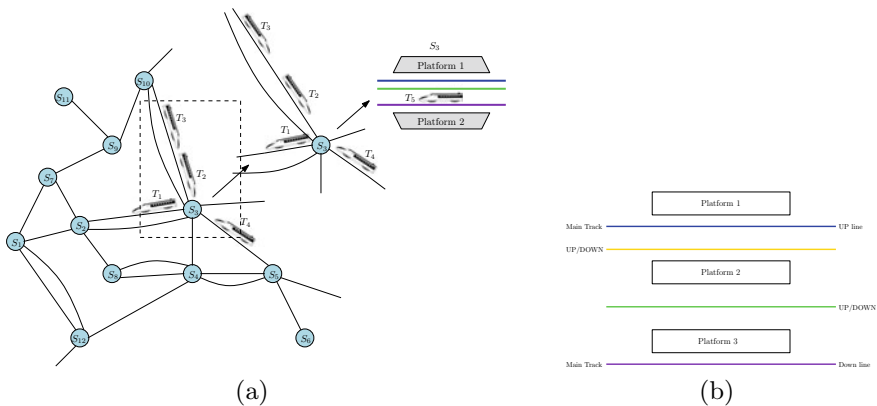 T₃
S₃
Platform 1
T₅
Platform 2
T₂
T₁
S₃
T₄
S₁₀
S₁₁
T₃
S₉
T₂
S₇
T₁
S₃
T₄
S₂
S₁
S₈
S₄
S₅
S₁₂
S₆
(a)
Platform 1
Main Track UP line
UP/DOWN
Platform 2
UP/DOWN
Platform 3
Main Track Down line
(b)